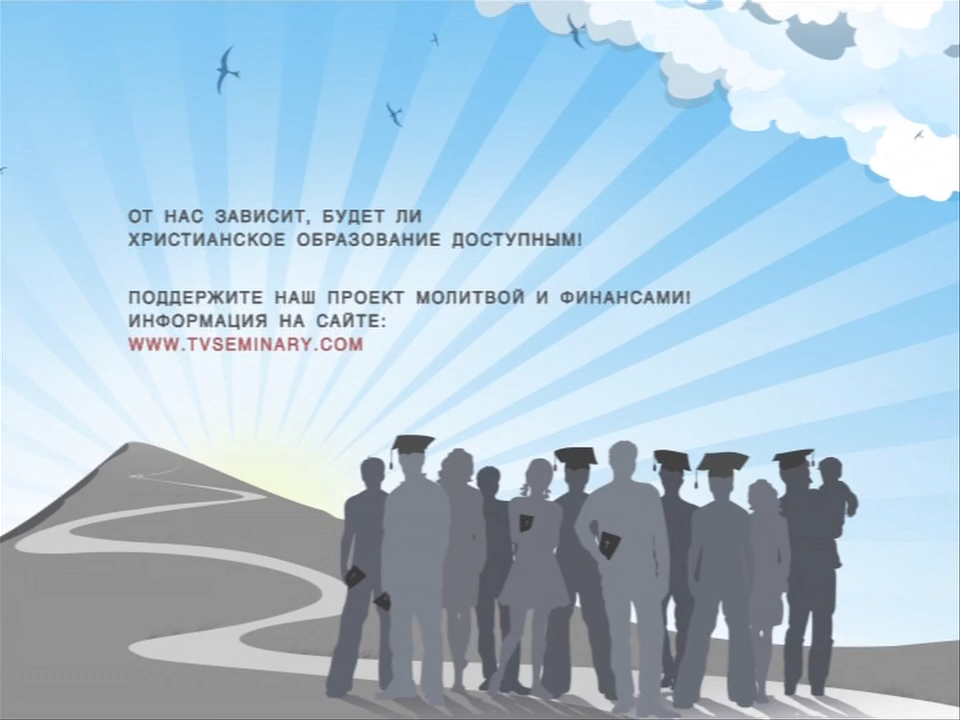 ОТ НАС ЗАВИСИТ, БУДЕТ ЛИ
ХРИСТИАНСКОЕ ОБРАЗОВАНИЕ ДОСТУПНЫМ!
ПОДДЕРЖИТЕ НАШ ПРОЕКТ МОЛИТВОЙ И ФИНАНСАМИ!
ИНФОРМАЦИЯ НА САЙТЕ:
WWW.TVSEMINARY.COM